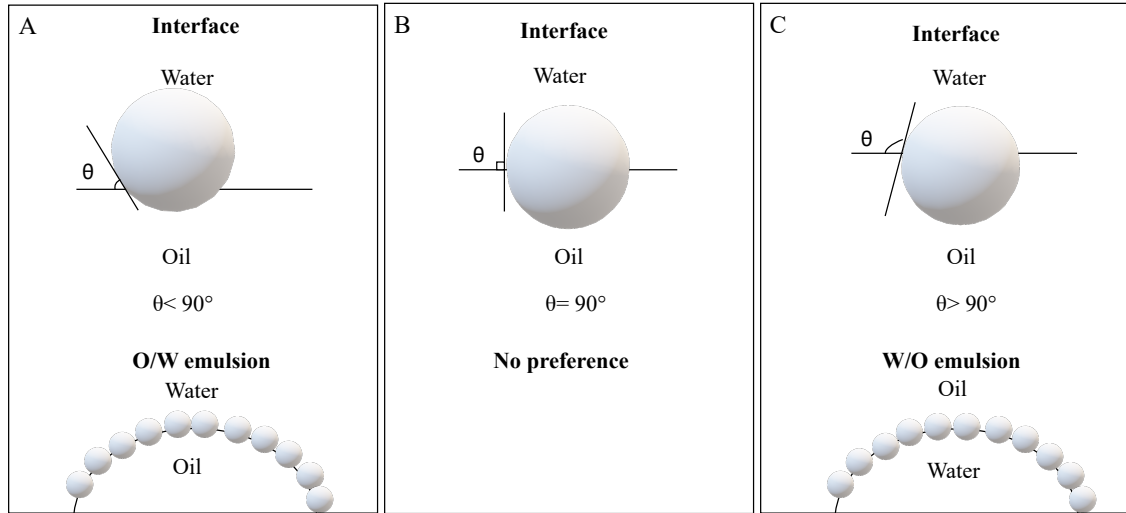 A
Interface
Water
θ
Oil
θ< 90°
O/W emulsion
Water
Oil
B
Interface
Water
θ
Oil
θ= 90°
No preference
C
Interface
Water
θ
Oil
θ> 90°
W/O emulsion
Oil
Water